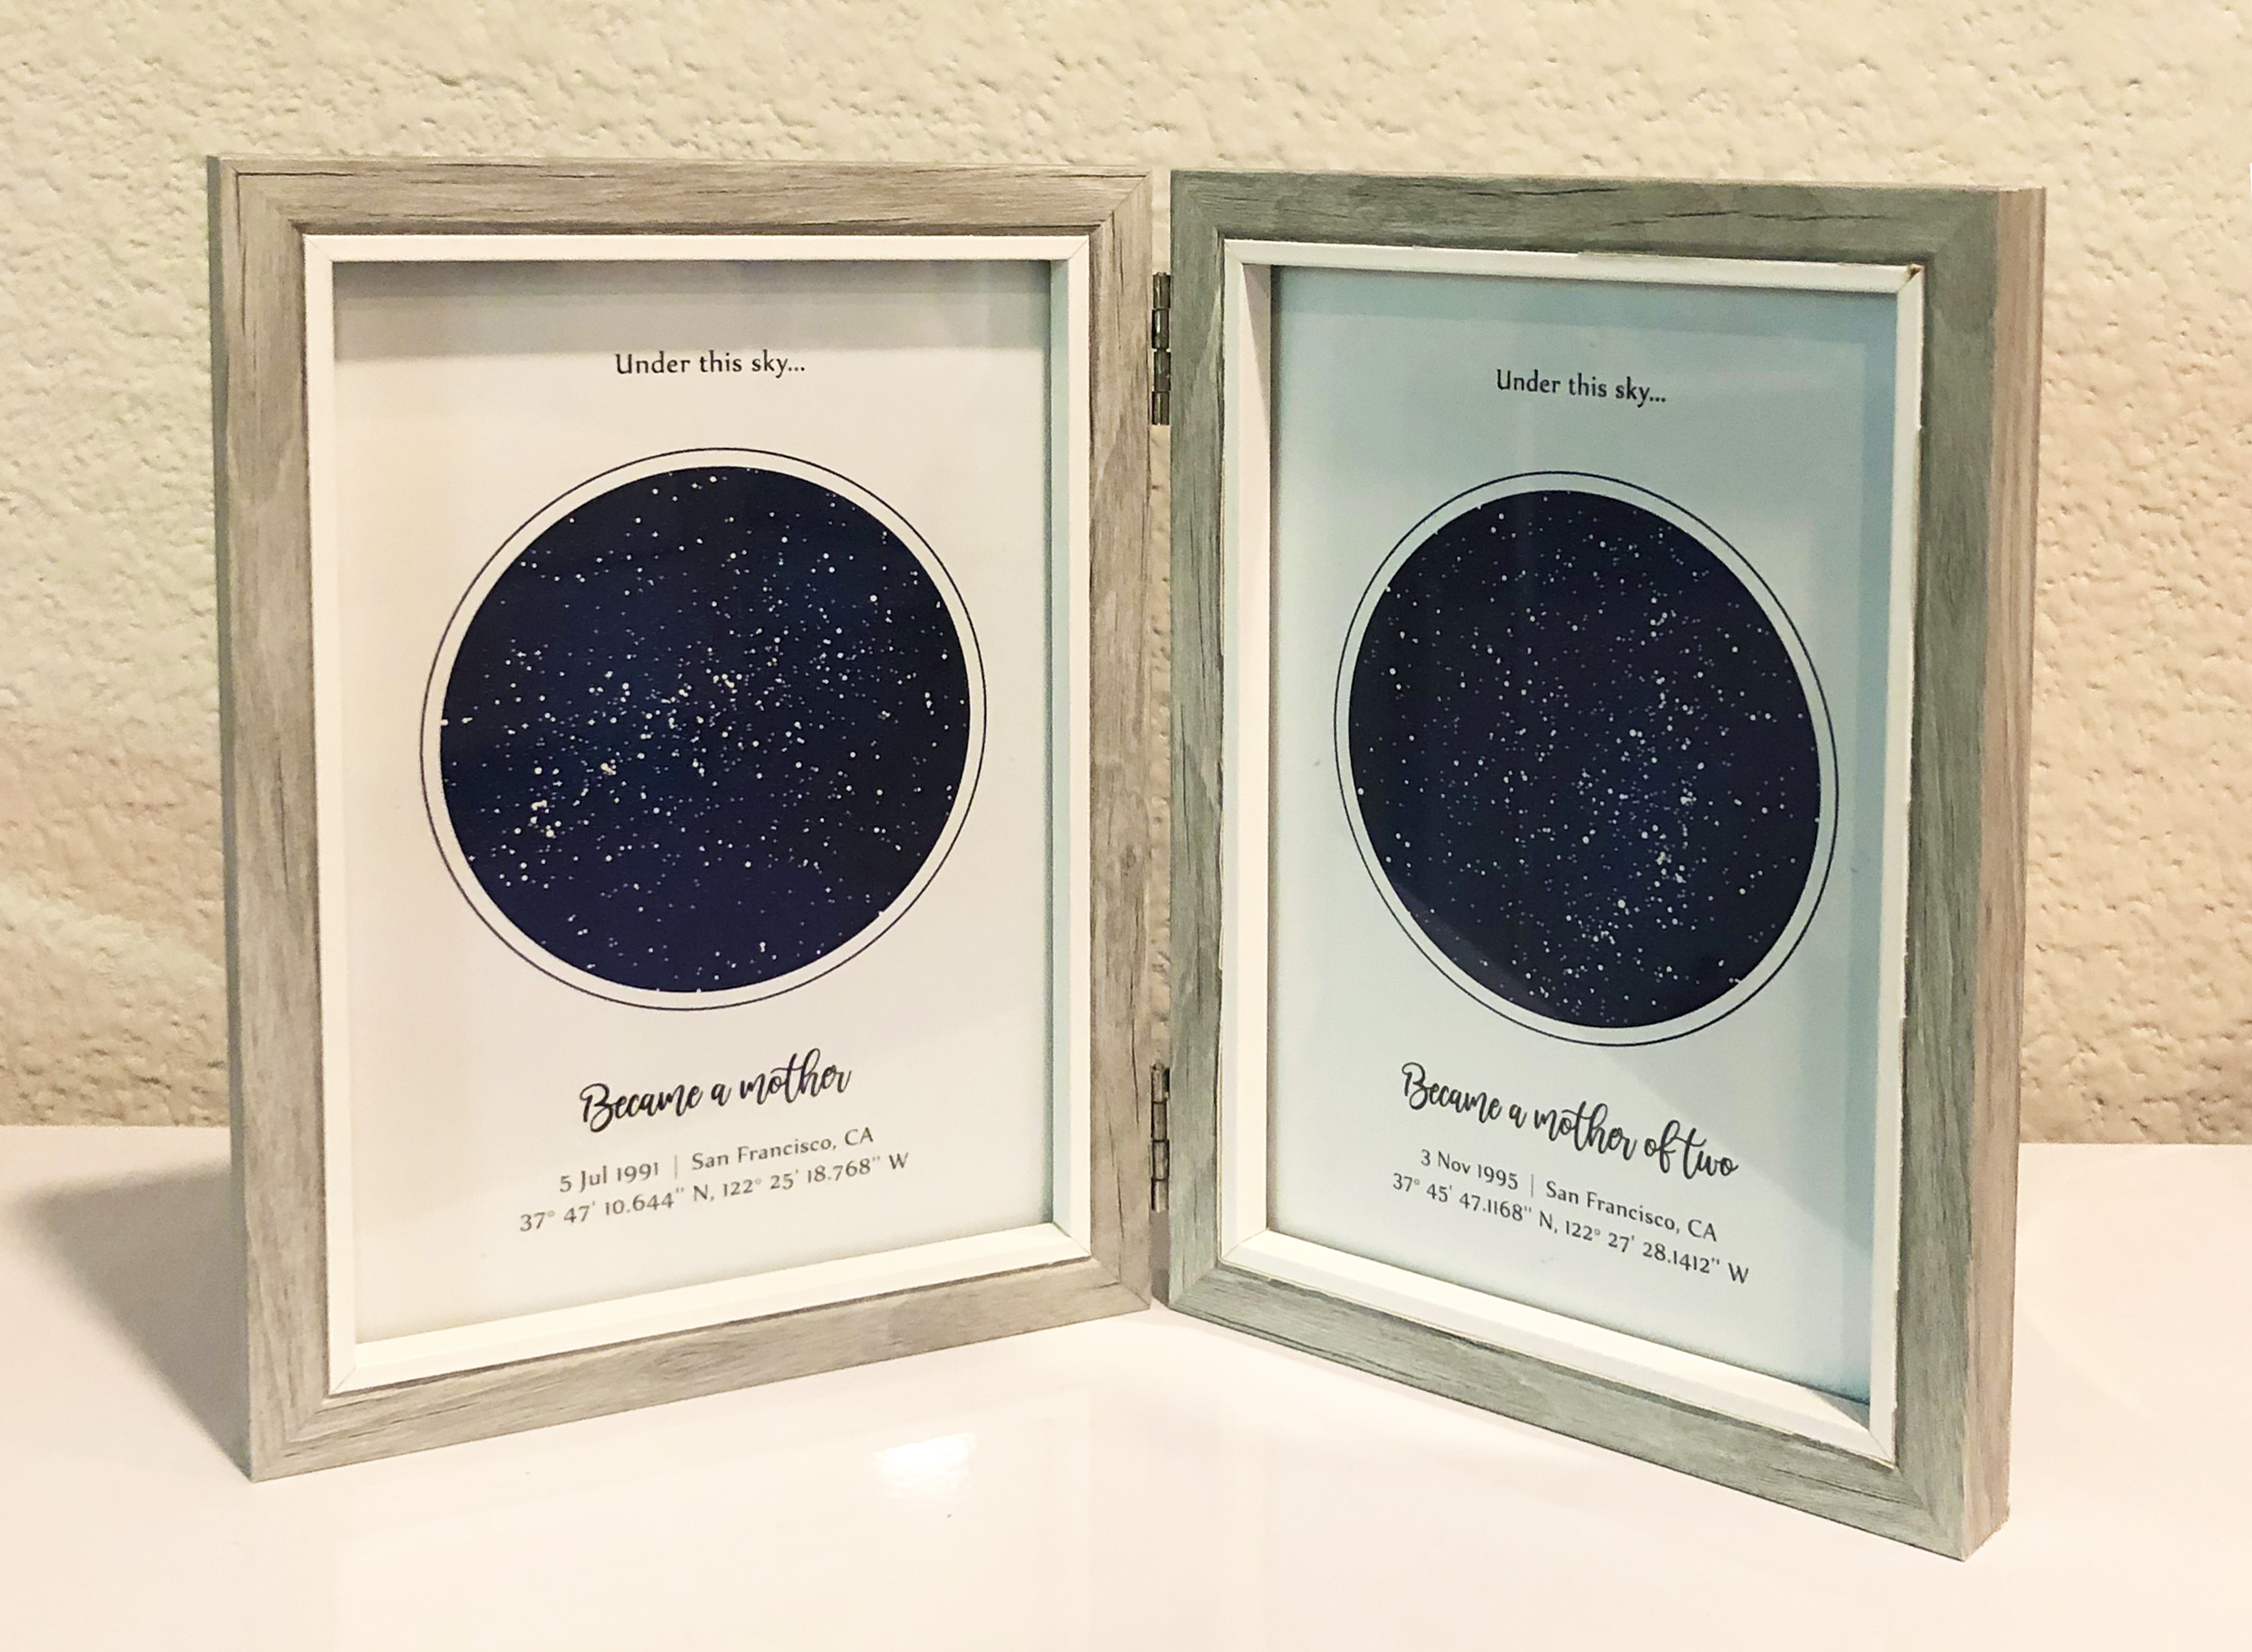 Under this sky...
Became a mother
5 Jul 1991 | San Francisco, CA
37° 47' 10.644" N, 122° 25' 18.768" W
Under this sky...
Became a mother of two
3 Nov 1995 | San Francisco, CA
37° 45' 47.1168" N, 122° 27' 28.1412" W